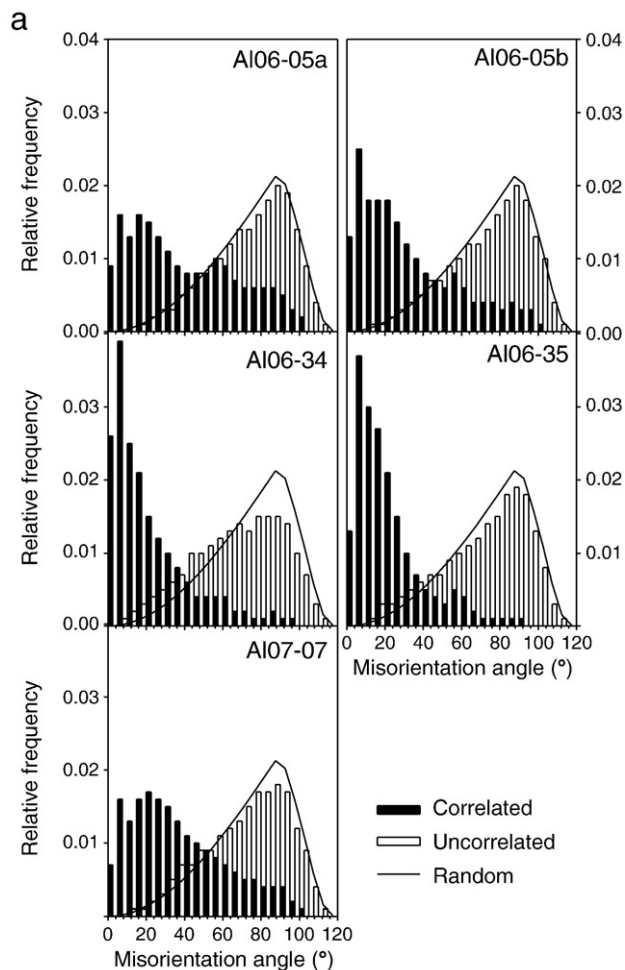 a
0.04
Al06-05a
Al06-05b
0.04
0.03
0.03
0.02
0.02
0.01
0.01
0.00
0.00
Relative frequency
Al06-34
Al06-35
0.03
0.03
0.02
0.02
0.01
0.01
0.00
0.00
Relative frequency
0 20 40 60 80 100 120
Misorientation angle (°)
Al07-07
0.03
0.02
0.01
Relative frequency
0 20 40 60 80 100 120
Misorientation angle (°)
Correlated
Uncorrelated
Random